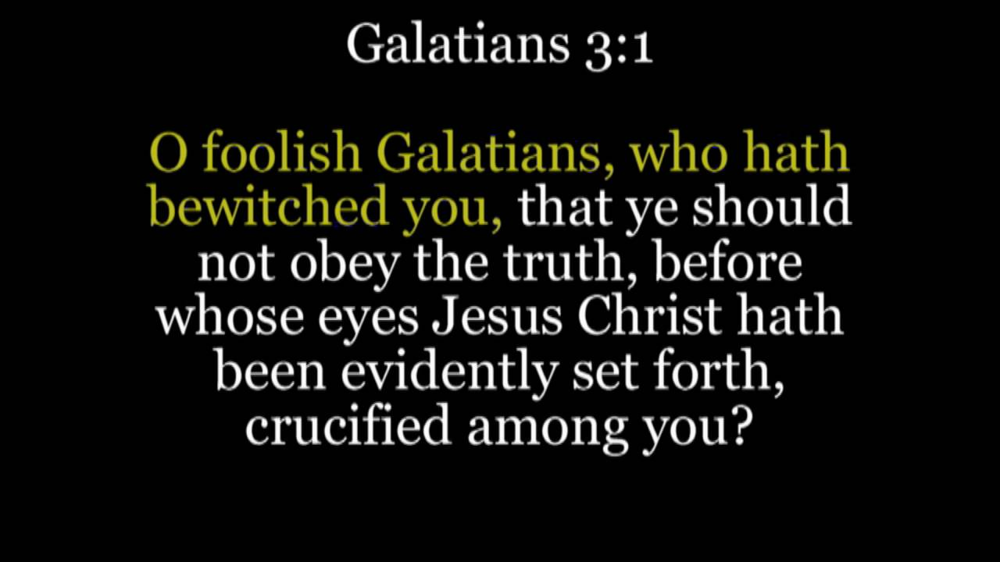 Galatians 3:1
O foolish Galatians, who hath
bewitched you, that ye should
not obey the truth, before
whose eyes Jesus Christ hath
been evidently set forth,
crucified among you?